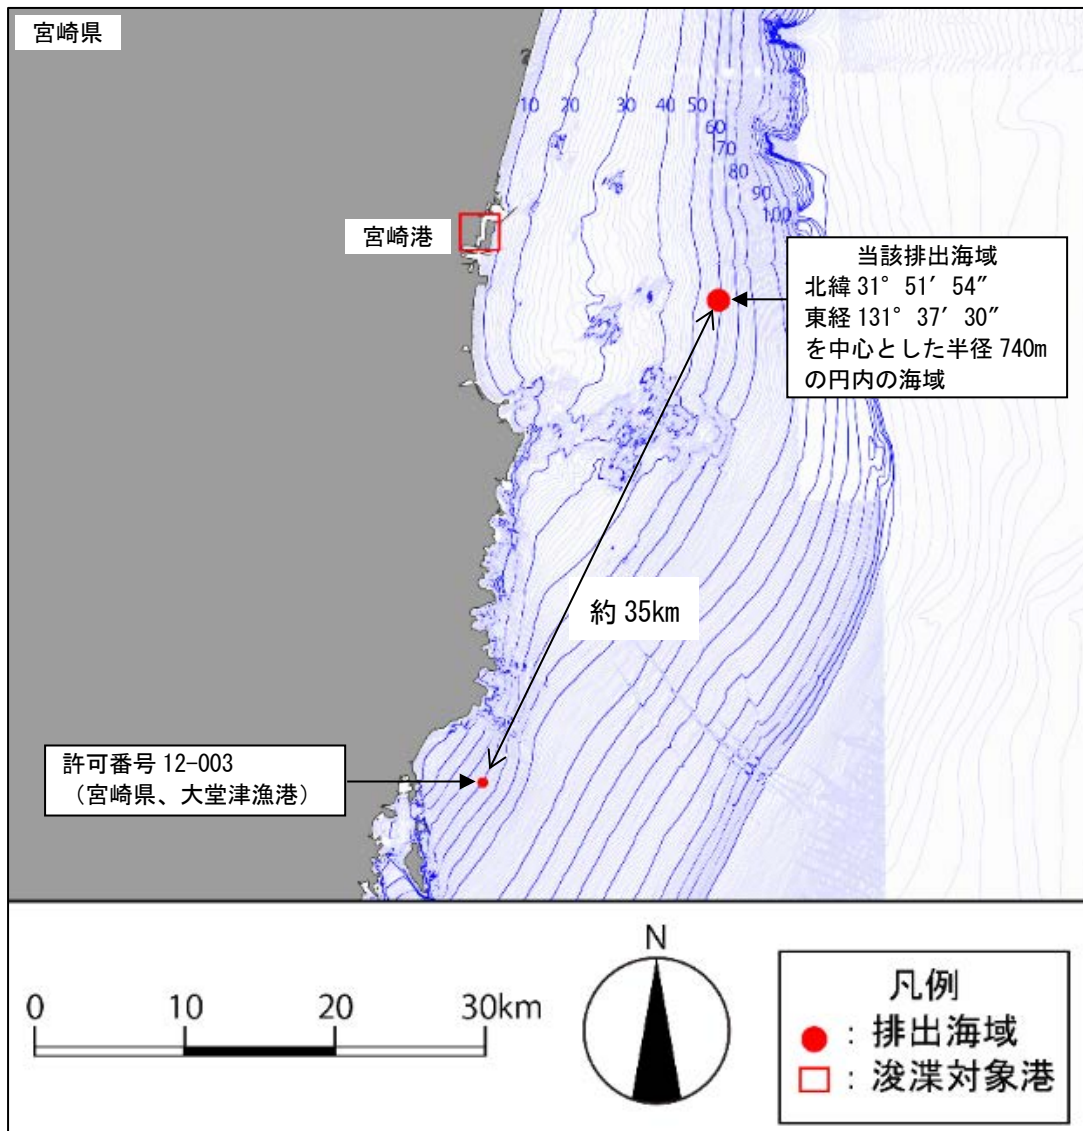 宮崎県
10 20 30 40 50
60
70
80
90
100
宮崎港
当該排出海域
北緯 31° 51′ 54″
東経 131° 37′ 30″
を中心とした半径 740m
の円内の海域
約 35km
許可番号 12-003
（宮崎県、大堂津漁港）
0 10 20 30km
N
凡例
：排出海域
：浚渫対象港